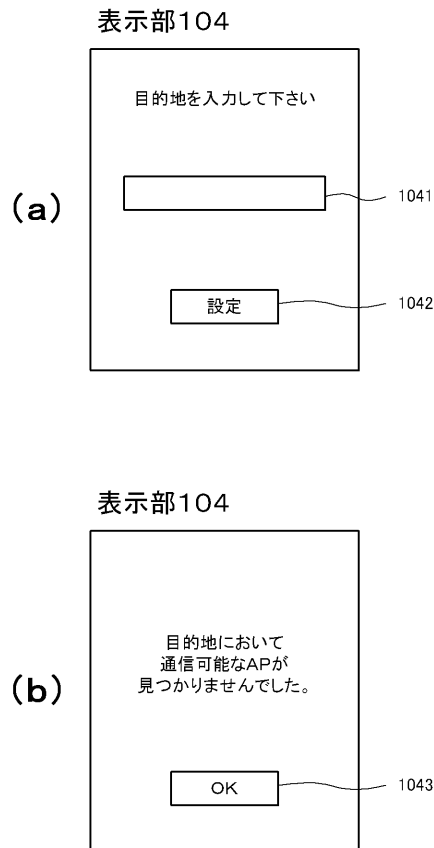 表示部104
(a)
目的地を入力して下さい
1041
設定
1042
表示部104
(b)
目的地において
通信可能なAPが
見つかりませんでした。
OK
1043